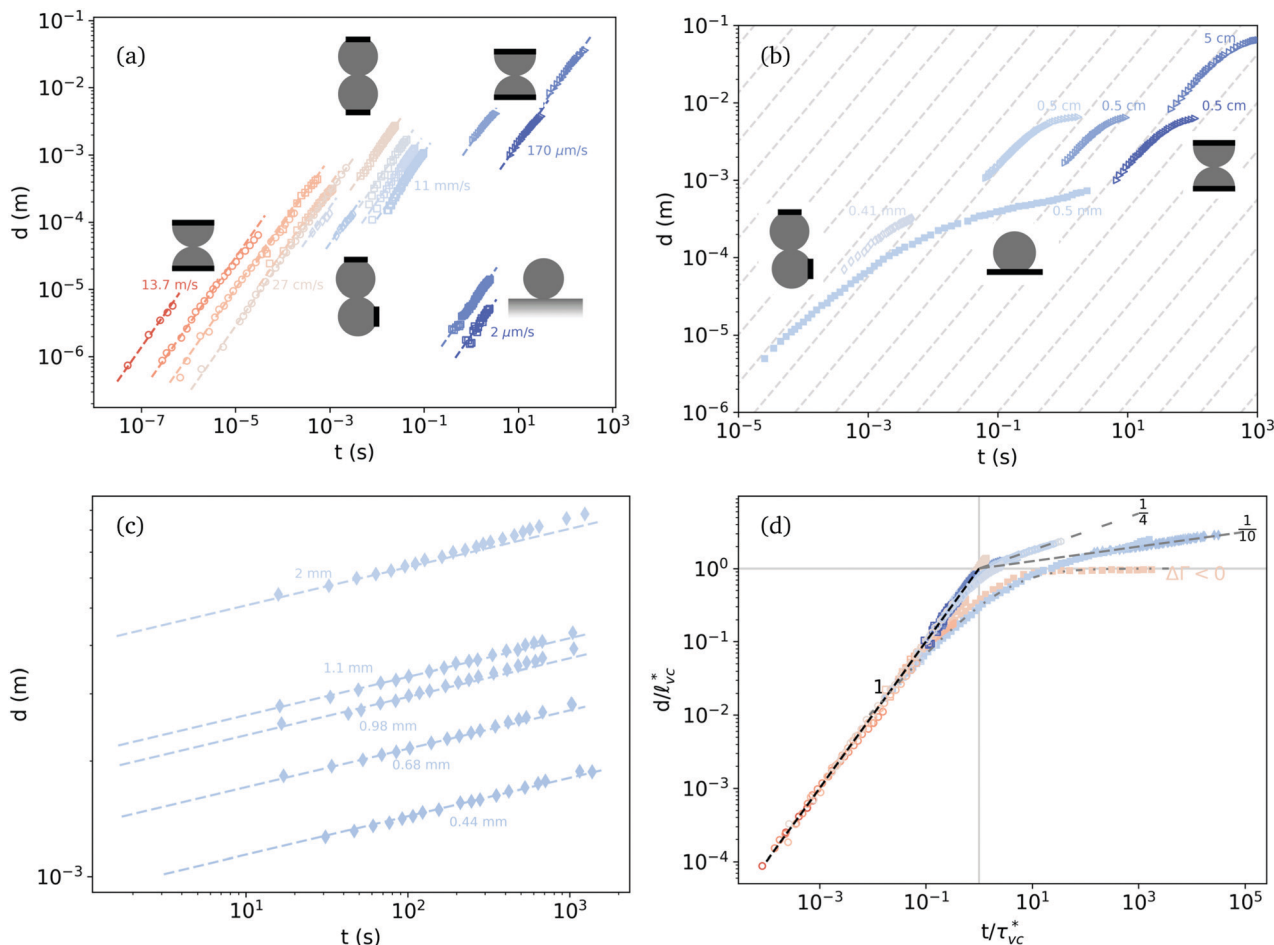 (a)
d (m)
10⁻¹
10⁻²
10⁻³
10⁻⁴
10⁻⁵
10⁻⁶
13.7 m/s
27 cm/s
11 mm/s
170 μm/s
2 μm/s
10⁻⁷ 10⁻⁵ 10⁻³ 10⁻¹ 10¹ 10³
t (s)
(b)
d (m)
10⁻¹
10⁻²
10⁻³
10⁻⁴
10⁻⁵
10⁻⁶
5 cm
0.5 cm
0.5 cm
0.5 cm
0.41 mm
0.5 mm
10⁻⁵ 10⁻³ 10⁻¹ 10¹ 10³
t (s)
(c)
d (m)
10⁻³
2 mm
1.1 mm
0.98 mm
0.68 mm
0.44 mm
10¹ 10² 10³
t (s)
(d)
d/ℓ*vc
10⁰
10⁻¹
10⁻²
10⁻³
10⁻⁴
1
1/4
1/10
ΔΓ < 0
10⁻³ 10⁻¹ 10¹ 10³ 10⁵
t/τ*vc